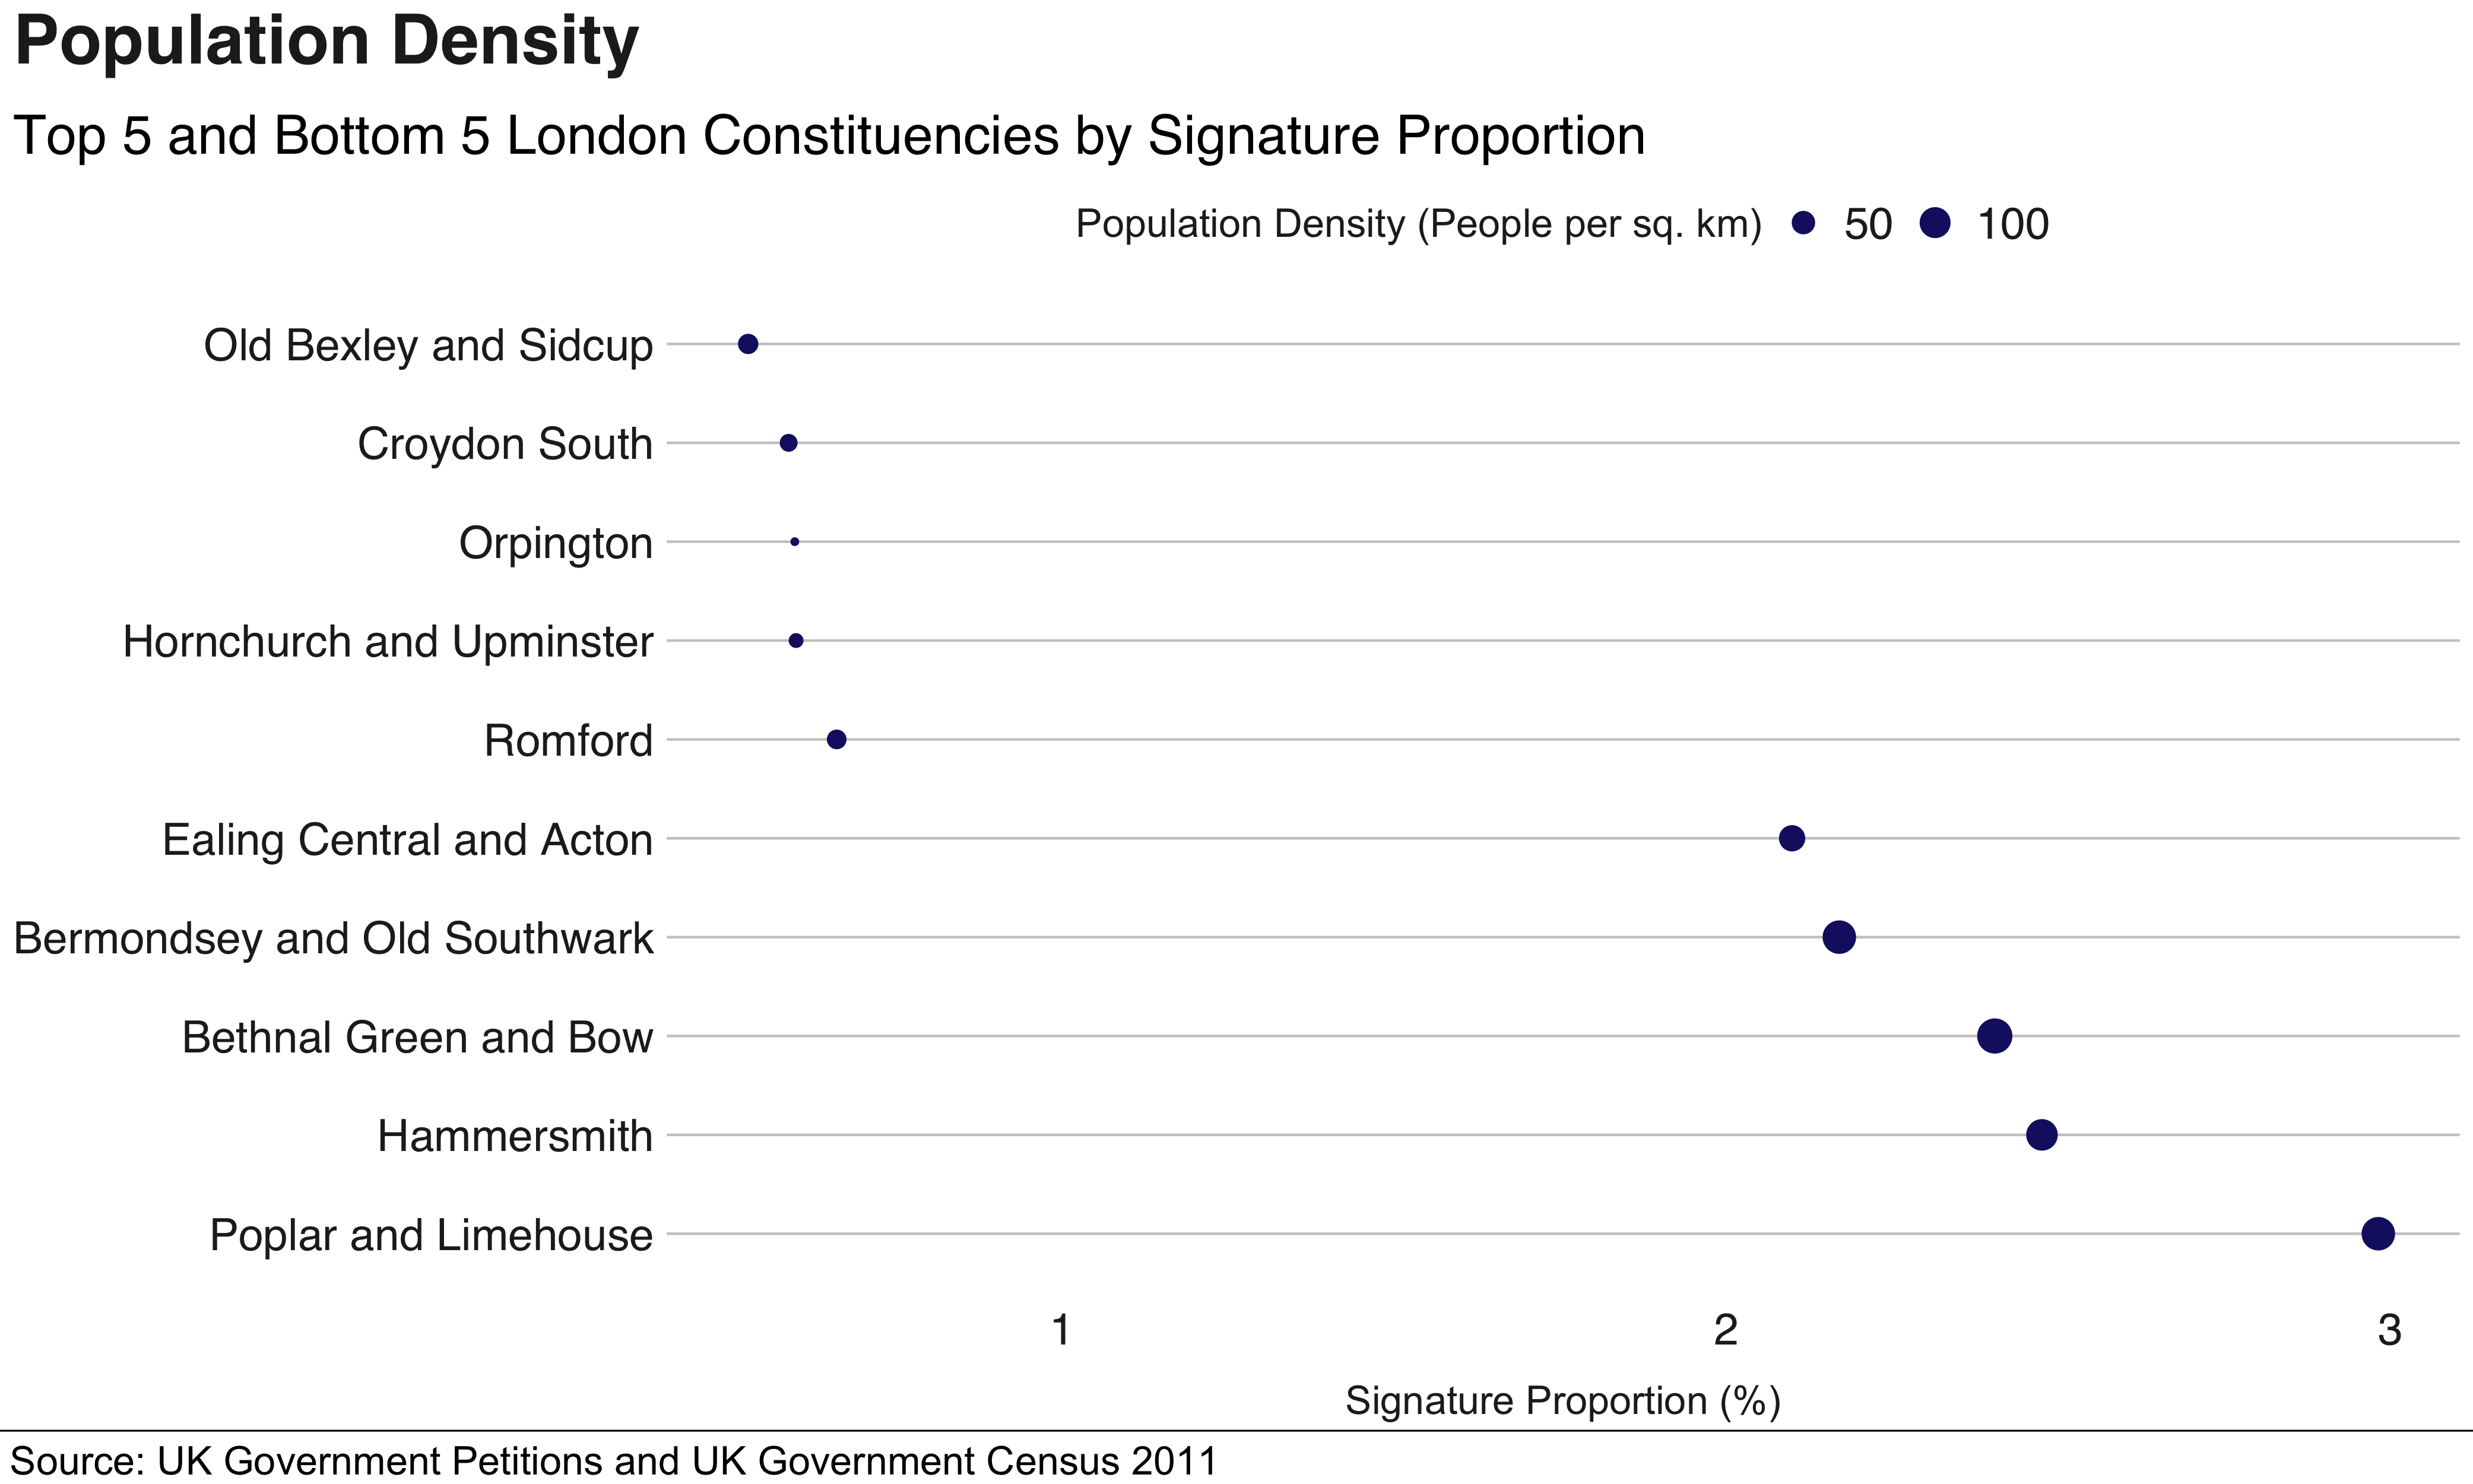 Population Density
Top 5 and Bottom 5 London Constituencies by Signature Proportion
Population Density (People per sq. km) 50 100
Old Bexley and Sidcup
Croydon South
Orpington
Hornchurch and Upminster
Romford
Ealing Central and Acton
Bermondsey and Old Southwark
Bethnal Green and Bow
Hammersmith
Poplar and Limehouse
1 2 3
Signature Proportion (%)
Source: UK Government Petitions and UK Government Census 2011